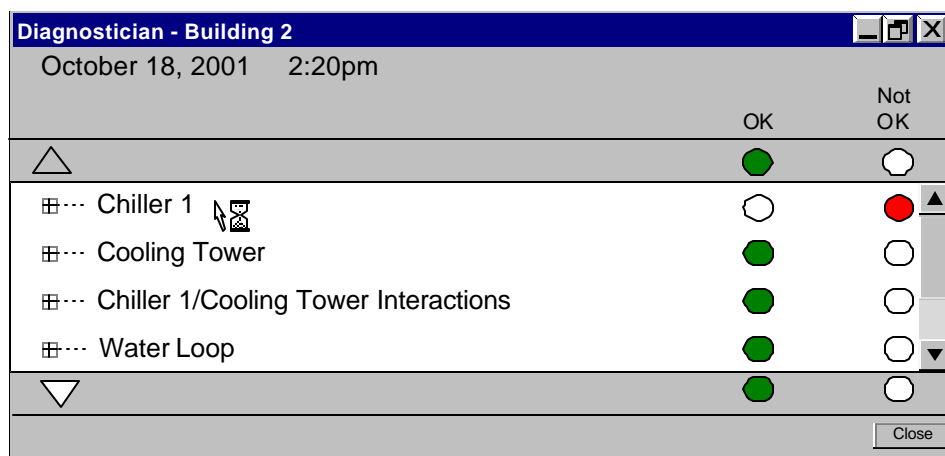 Diagnostician - Building 2
October 18, 2001 2:20pm
OK
Not
OK
Chiller 1
Cooling Tower
Chiller 1/Cooling Tower Interactions
Water Loop
Close